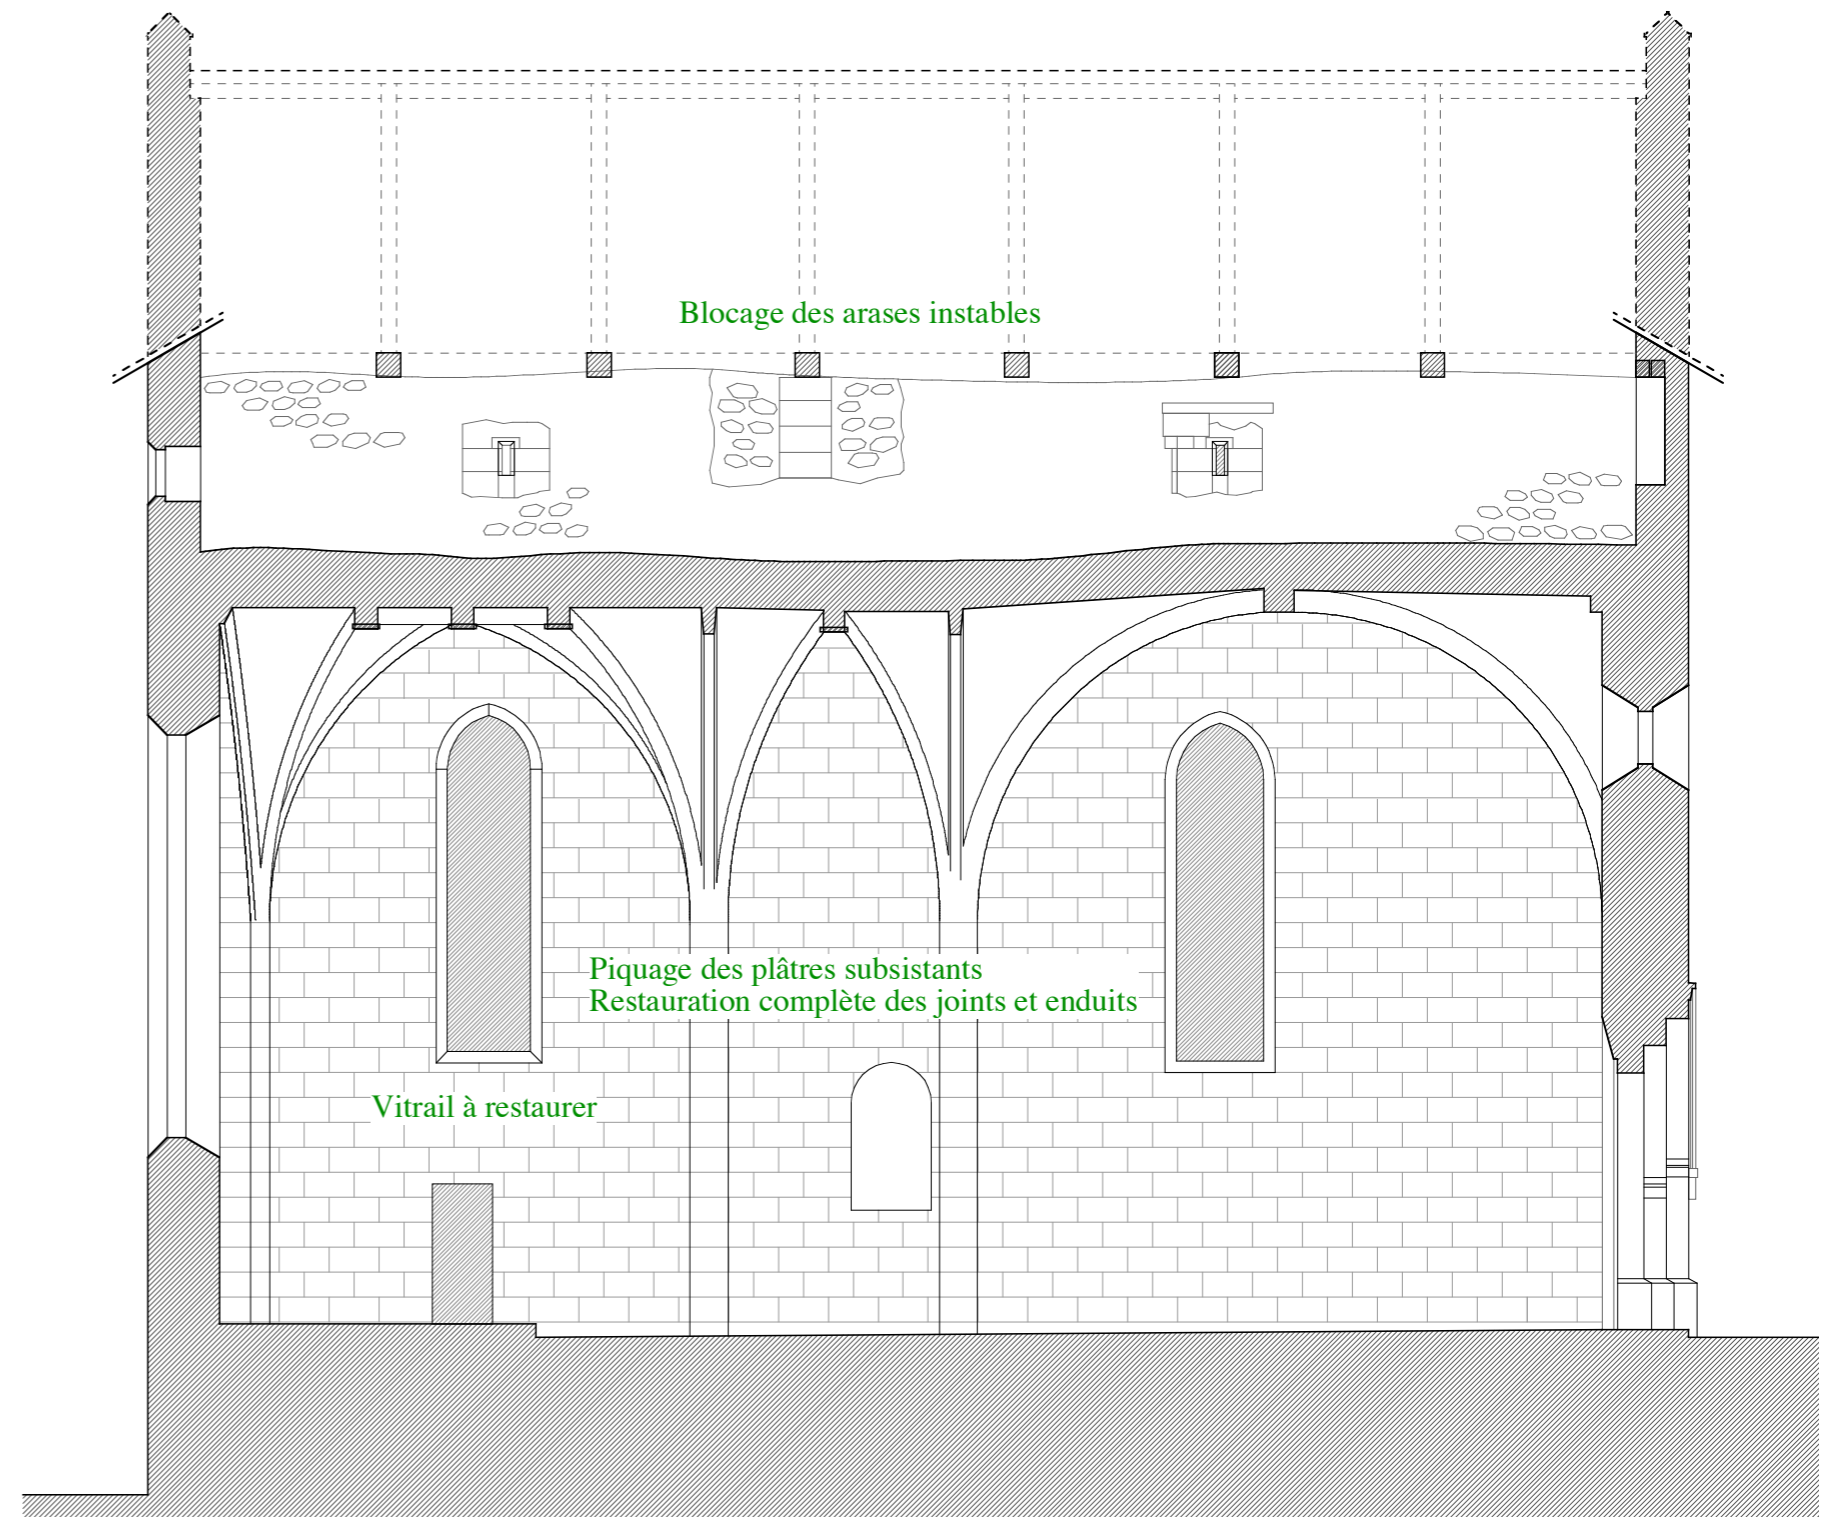 Blocage des arases instables
Piquage des plâtres subsistants
Restauration complète des joints et enduits
Vitrail à restaurer